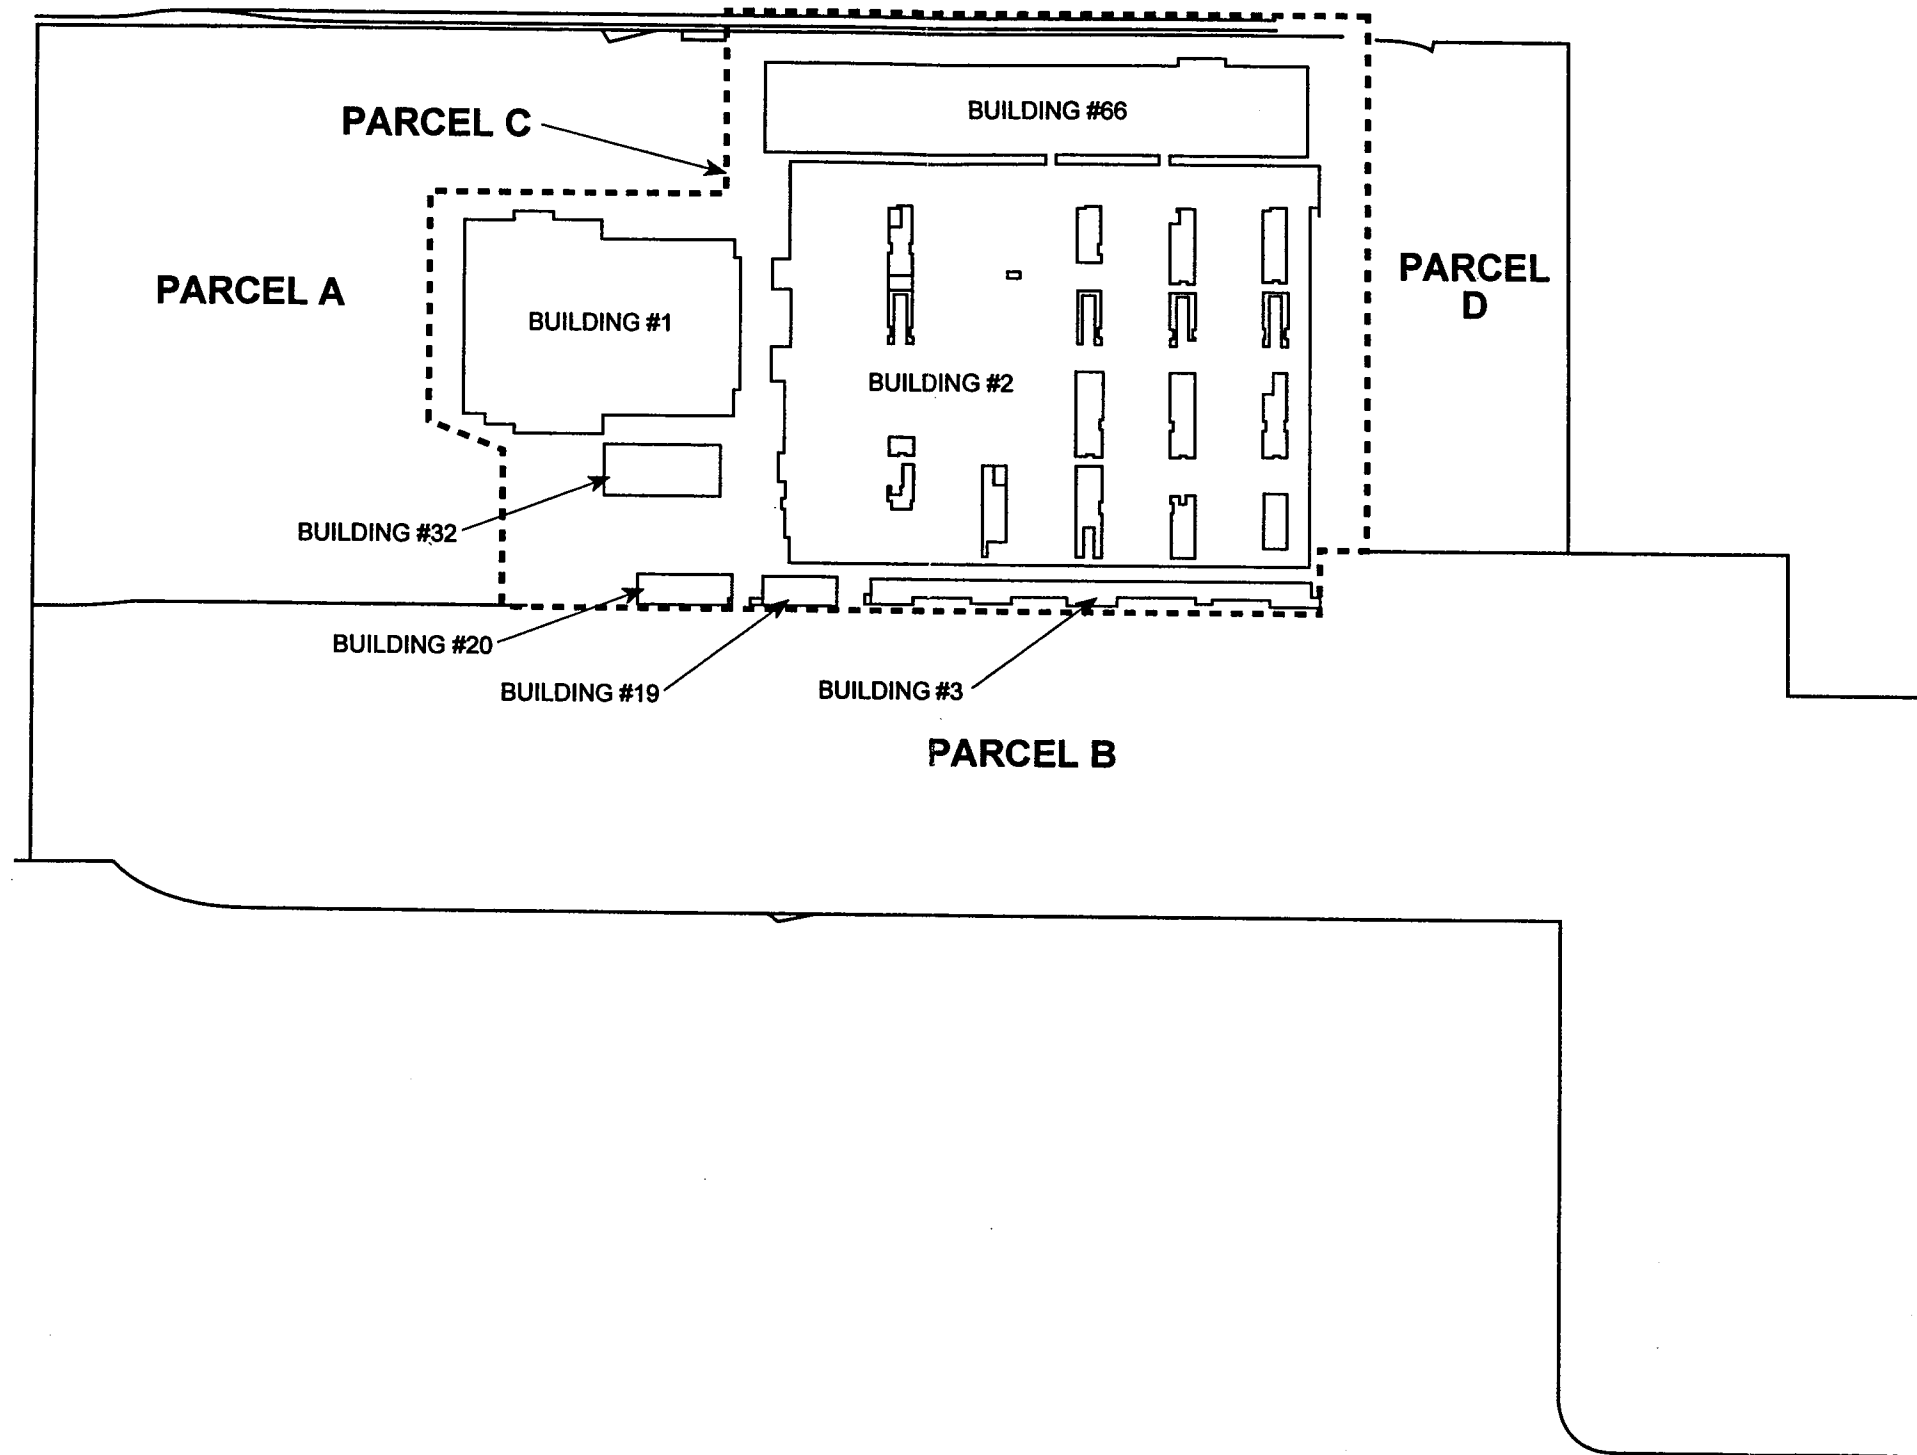 BUILDING #66
PARCEL C
PARCEL A
PARCEL
D
BUILDING #1
BUILDING #2
BUILDING #32
BUILDING #20
BUILDING #19
BUILDING #3
PARCEL B